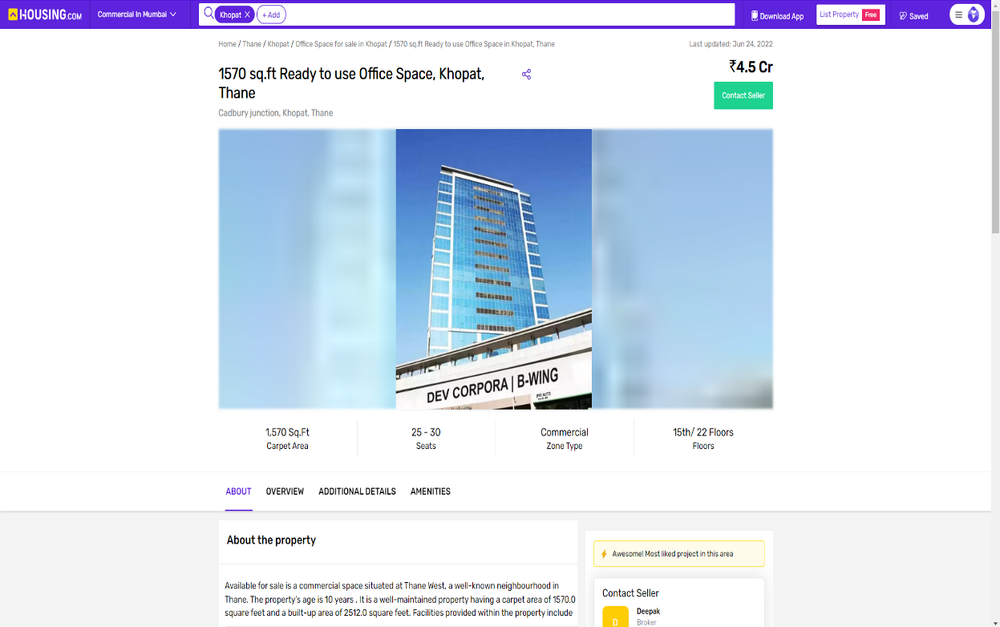 HOUSING.COM
Commercial In Mumbai
Khopat X
+ Add
Download App
List Property Free
Saved
Home / Thane / Khopat / Office Space for sale in Khopat / 1570 sq.ft Ready to use Office Space in Khopat, Thane
Last updated: Jun 24, 2022
1570 sq.ft Ready to use Office Space, Khopat,
Thane
₹4.5 Cr
Contact Seller
Cadbury junction, Khopat, Thane
DEV CORPORA | B-WING
1,570 Sq.Ft
Carpet Area
25 - 30
Seats
Commercial
Zone Type
15th/ 22 Floors
Floors
ABOUT
OVERVIEW
ADDITIONAL DETAILS
AMENITIES
About the property
Available for sale is a commercial space situated at Thane West, a well-known neighbourhood in
Thane. The property's age is 10 years . It is a well-maintained property having a carpet area of 1570.0
square feet and a built-up area of 2512.0 square feet. Facilities provided within the property include
Awesome! Most liked project in this area
Contact Seller
D
Deepak
Broker